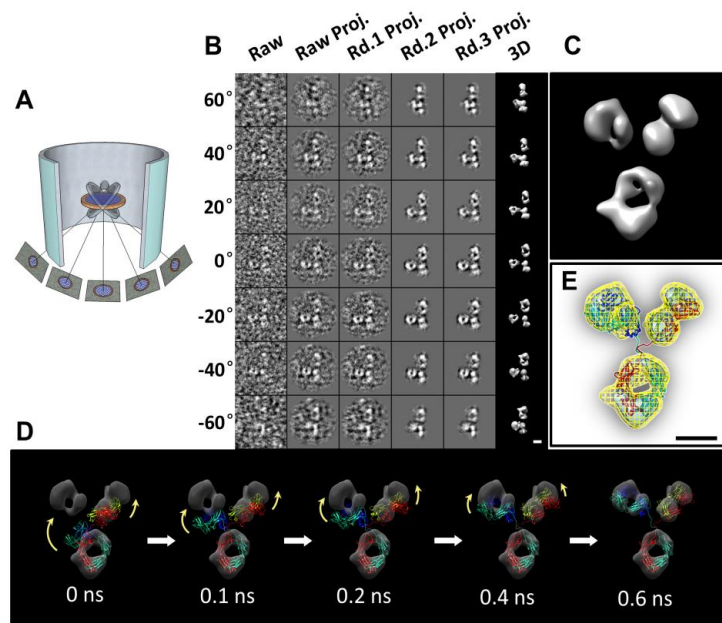 A
B
Raw
Raw Proj.
Rd.1 Proj.
Rd.2 Proj.
Rd.3 Proj.
3D
60°
40°
20°
0°
-20°
-40°
-60°
C
E
D
0 ns
0.1 ns
0.2 ns
0.4 ns
0.6 ns